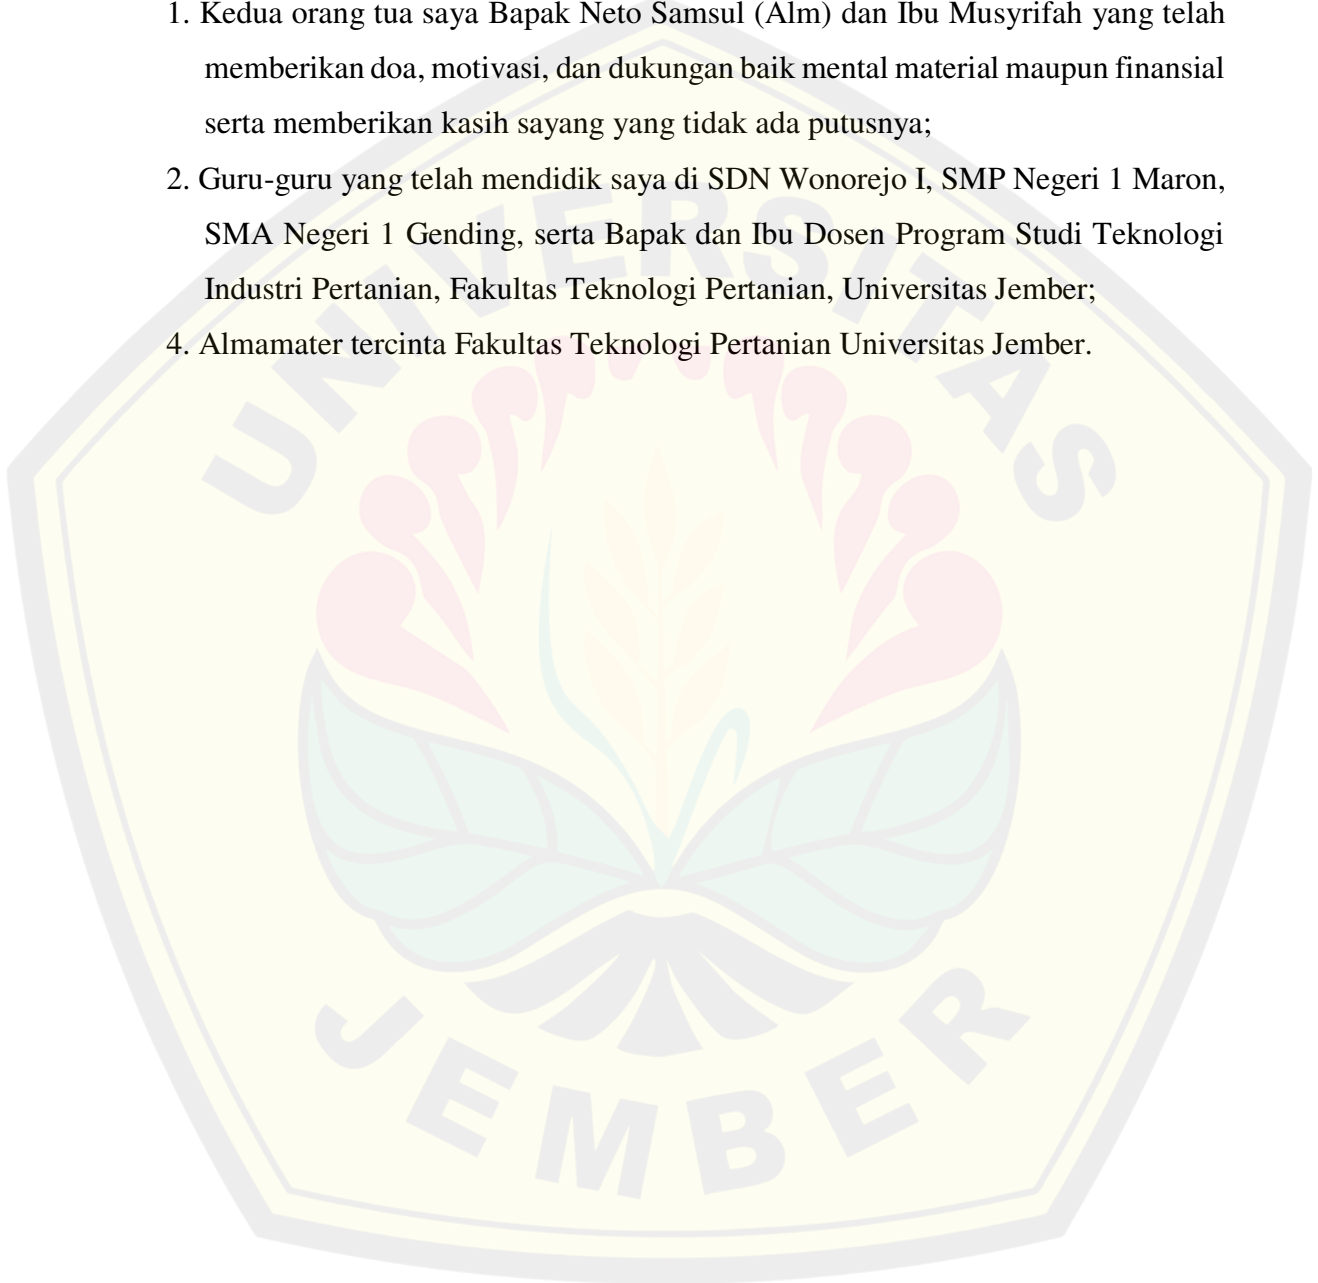 1. Kedua orang tua saya Bapak Neto Samsul (Alm) dan Ibu Musyrifah yang telah
memberikan doa, motivasi, dan dukungan baik mental material maupun finansial
serta memberikan kasih sayang yang tidak ada putusnya;
2. Guru-guru yang telah mendidik saya di SDN Wonorejo I, SMP Negeri 1 Maron,
SMA Negeri 1 Gending, serta Bapak dan Ibu Dosen Program Studi Teknologi
Industri Pertanian, Fakultas Teknologi Pertanian, Universitas Jember;
4. Almamater tercinta Fakultas Teknologi Pertanian Universitas Jember.
UNIVERSITAS
JEMBER